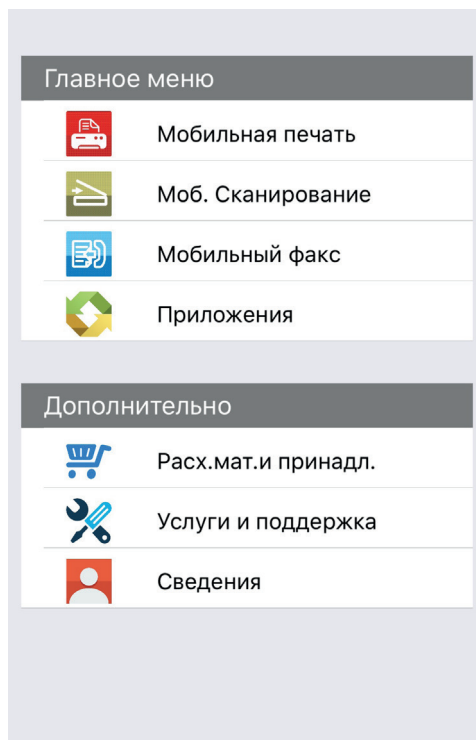 Главное меню
Мобильная печать
Моб. Сканирование
Мобильный факс
Приложения
Дополнительно
Расх.мат.и принадл.
Услуги и поддержка
Сведения